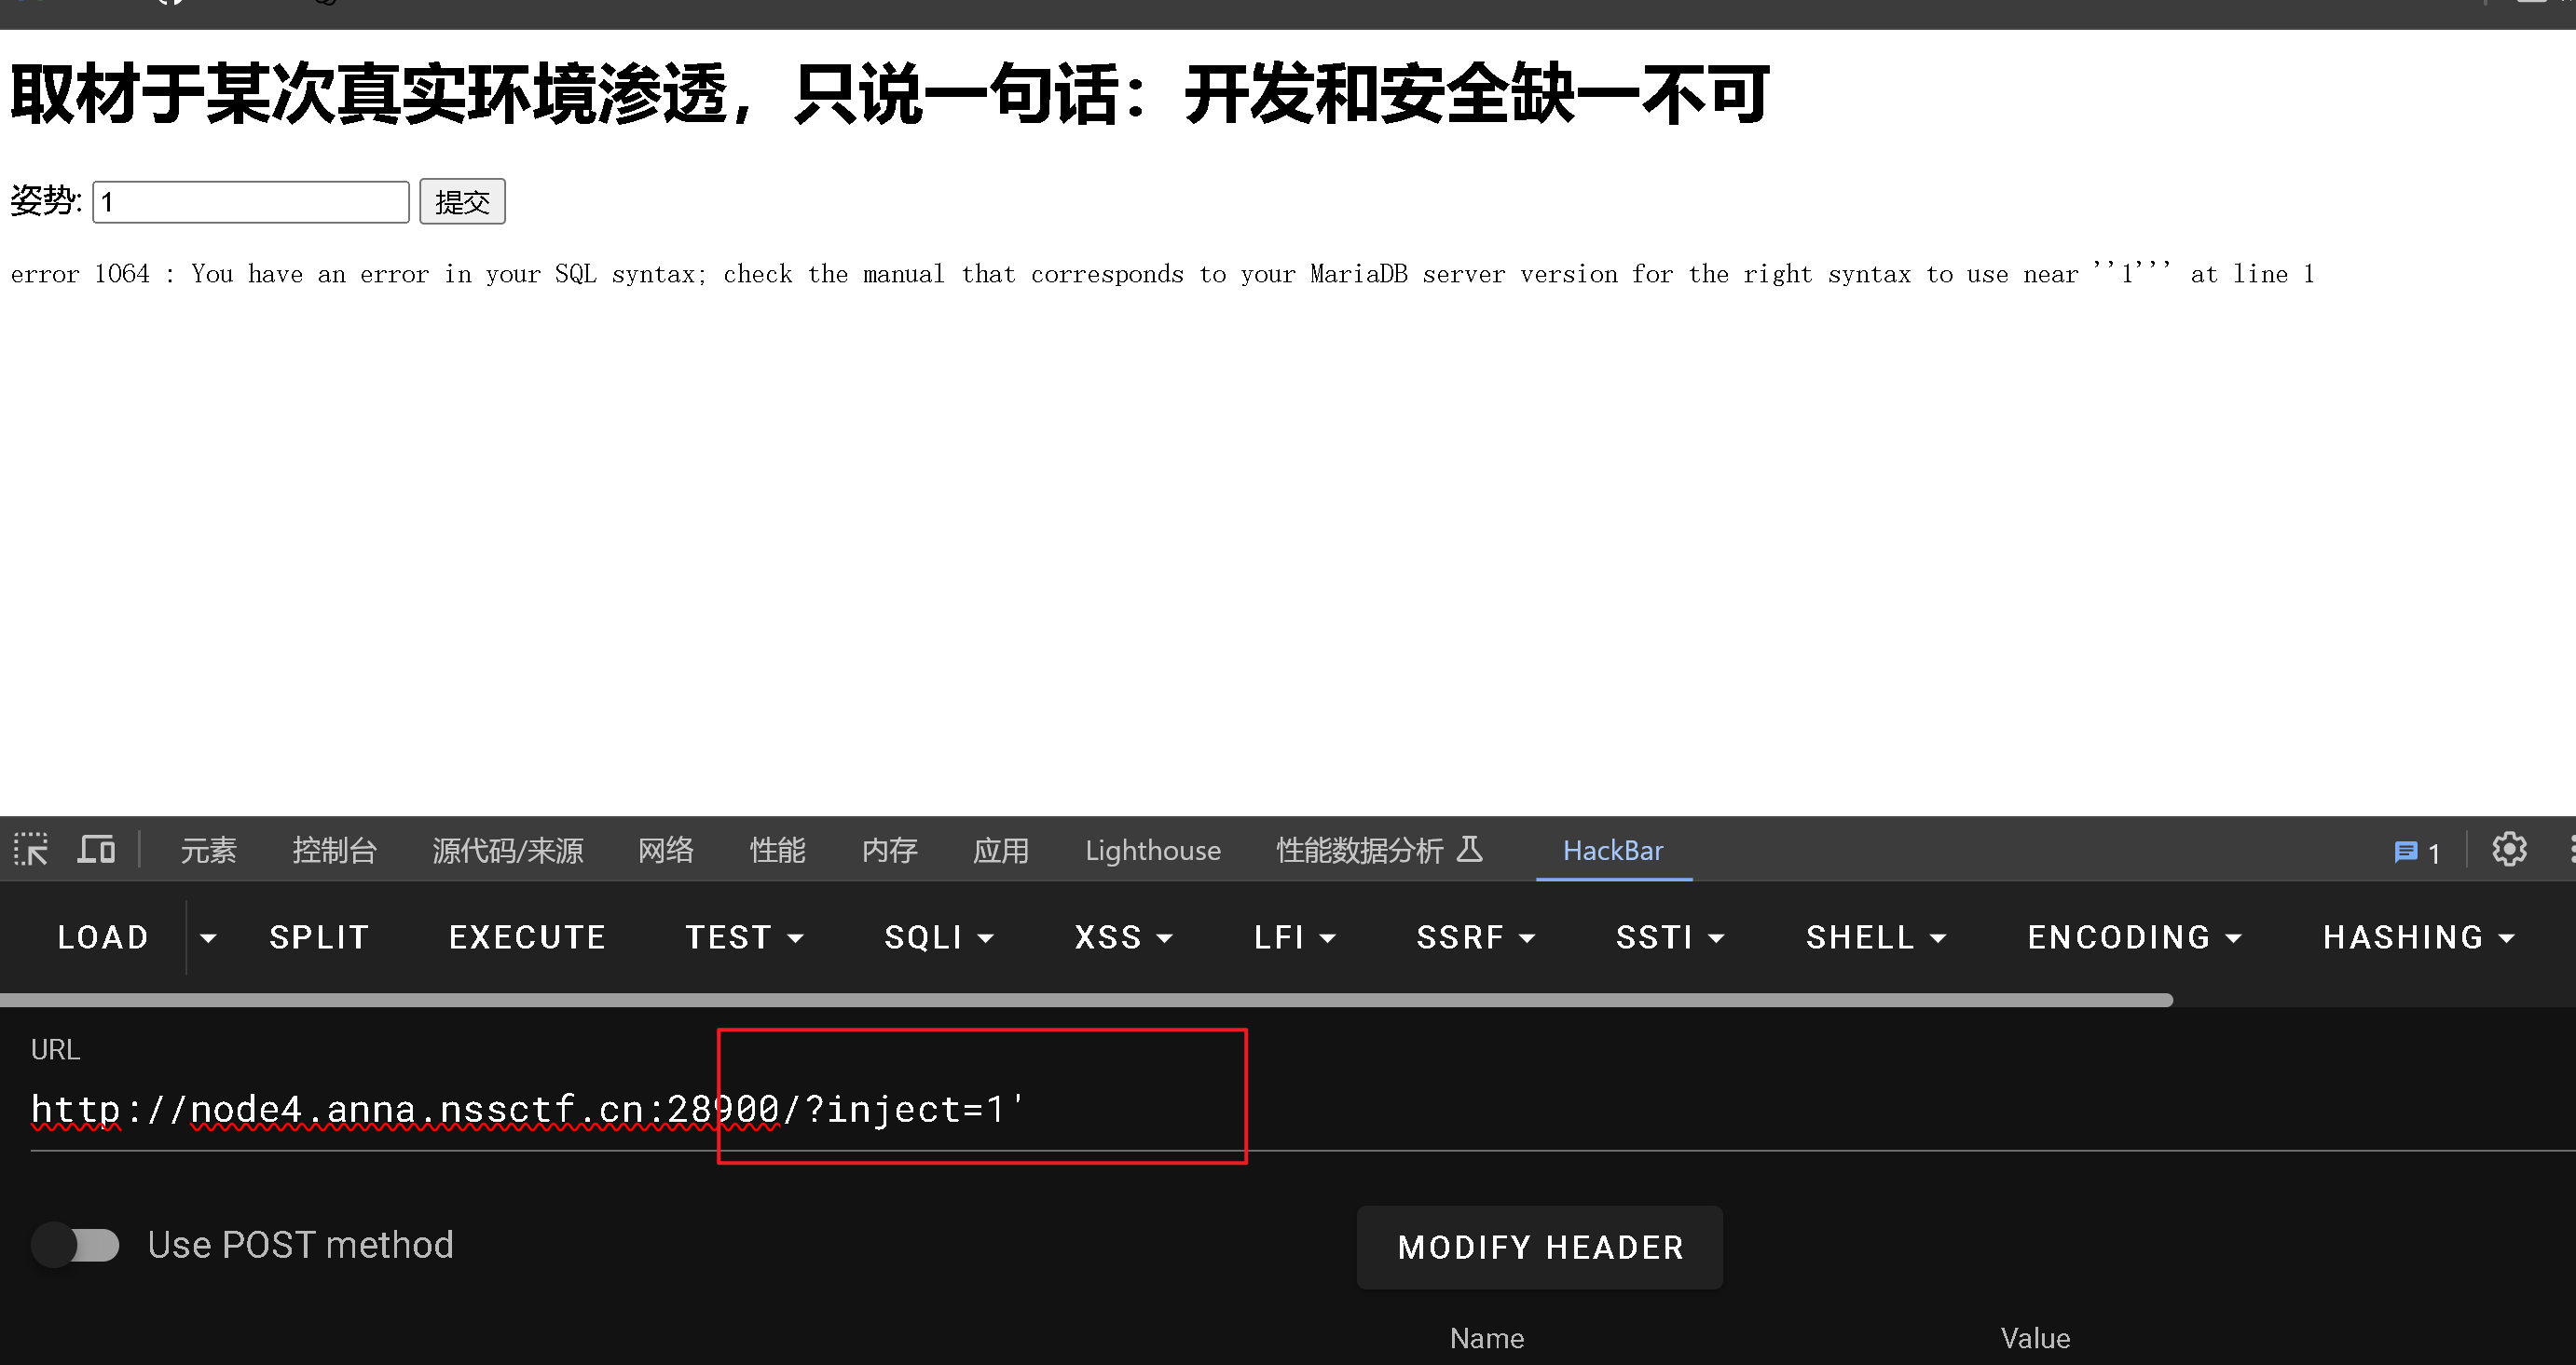 取材于某次真实环境渗透，只说一句话：开发和安全缺一不可
姿势: 1 提交
error 1064 : You have an error in your SQL syntax; check the manual that corresponds to your MariaDB server version for the right syntax to use near ''1''' at line 1
元素 控制台 源代码/来源 网络 性能 内存 应用 Lighthouse 性能数据分析 HackBar 1
LOAD SPLIT EXECUTE TEST SQLI XSS LFI SSRF SSTI SHELL ENCODING HASHING
URL
http://node4.anna.nssctf.cn:28900/?inject=1'
Use POST method MODIFY HEADER
Name Value